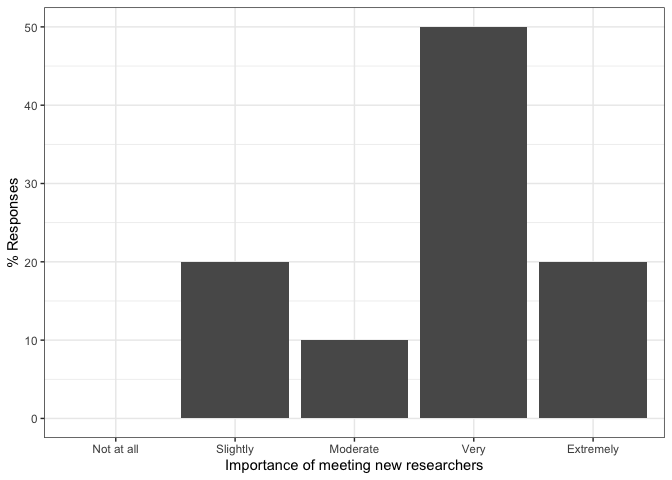 % Responses
50
40
30
20
10
0
Not at all Slightly Moderate Very Extremely
Importance of meeting new researchers